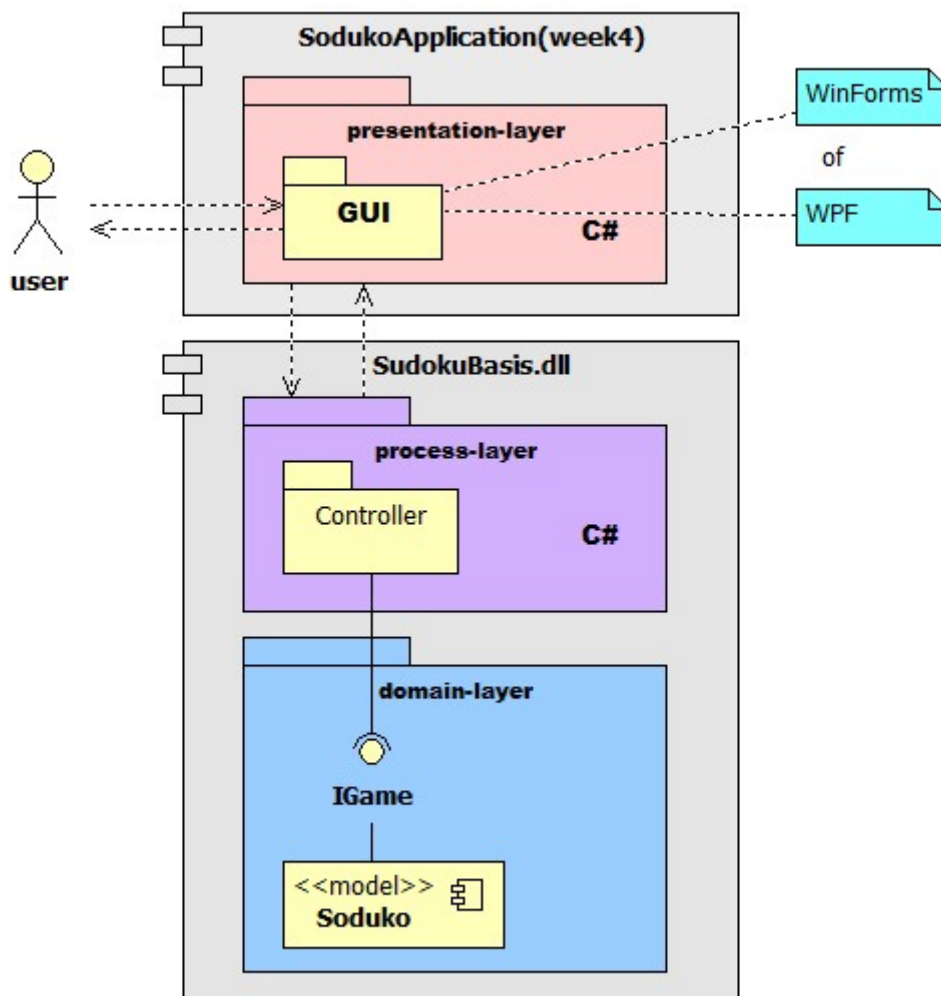 SodukoApplication(week4)
presentation-layer
GUI
C#
WinForms
of
WPF
user
SudokuBasis.dll
process-layer
Controller
C#
domain-layer
IGame
<<model>>
Soduko